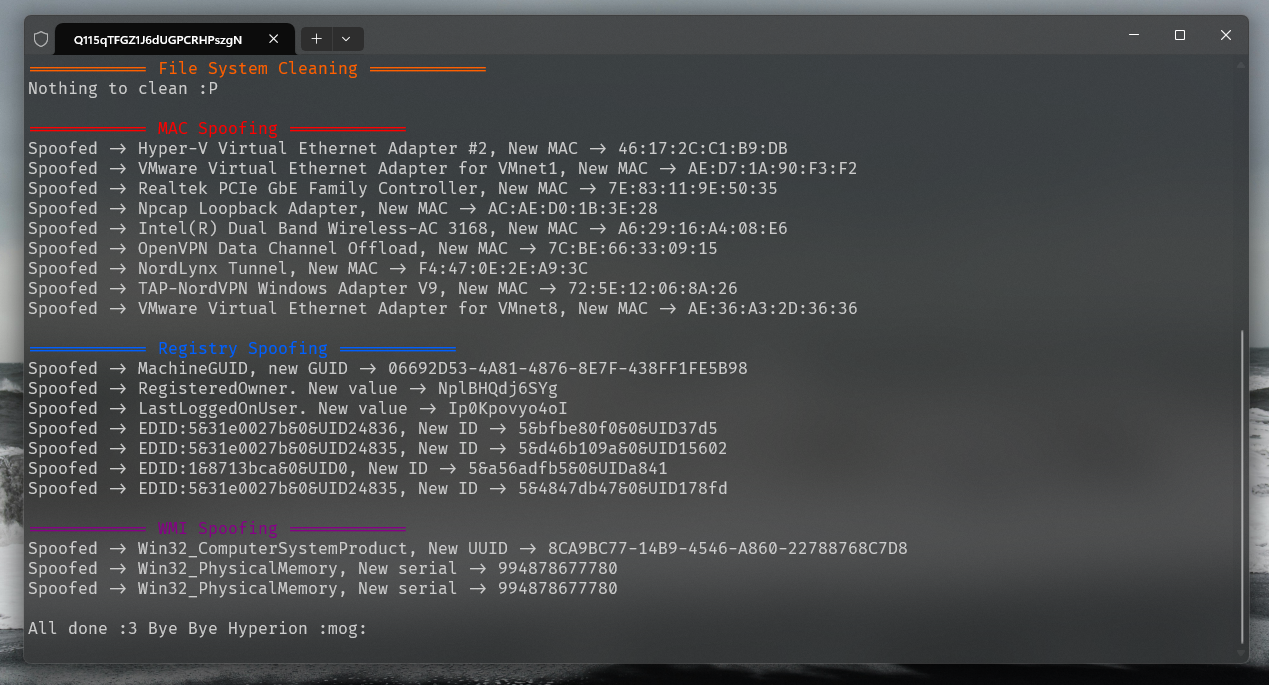 Q115qTFGZ1J6dUGPCRHPszgN
════════════ File System Cleaning ════════════
Nothing to clean :P
════════════ MAC Spoofing ════════════
Spoofed -> Hyper-V Virtual Ethernet Adapter #2, New MAC -> 46:17:2C:C1:B9:DB
Spoofed -> VMware Virtual Ethernet Adapter for VMnet1, New MAC -> AE:D7:1A:90:F3:F2
Spoofed -> Realtek PCIe GbE Family Controller, New MAC -> 7E:83:11:9E:50:35
Spoofed -> Npcap Loopback Adapter, New MAC -> AC:AE:D0:1B:3E:28
Spoofed -> Intel(R) Dual Band Wireless-AC 3168, New MAC -> A6:29:16:A4:08:E6
Spoofed -> OpenVPN Data Channel Offload, New MAC -> 7C:BE:66:33:09:15
Spoofed -> NordLynx Tunnel, New MAC -> F4:47:0E:2E:A9:3C
Spoofed -> TAP-NordVPN Windows Adapter V9, New MAC -> 72:5E:12:06:8A:26
Spoofed -> VMware Virtual Ethernet Adapter for VMnet8, New MAC -> AE:36:A3:2D:36:36
════════════ Registry Spoofing ════════════
Spoofed -> MachineGUID, new GUID -> 06692D53-4A81-4876-8E7F-438FF1FE5B98
Spoofed -> RegisteredOwner. New value -> NplBHQdj6SYg
Spoofed -> LastLoggedOnUser. New value -> Ip0Kpovyo4oI
Spoofed -> EDID:5&31e0027b&0&UID24836, New ID -> 5&bfbe80f0&0&UID37d5
Spoofed -> EDID:5&31e0027b&0&UID24835, New ID -> 5&d46b109a&0&UID15602
Spoofed -> EDID:1&8713bca&0&UID0, New ID -> 5&a56adfb5&0&UIDa841
Spoofed -> EDID:5&31e0027b&0&UID24835, New ID -> 5&4847db47&0&UID178fd
════════════ WMI Spoofing ════════════
Spoofed -> Win32_ComputerSystemProduct, New UUID -> 8CA9BC77-14B9-4546-A860-22788768C7D8
Spoofed -> Win32_PhysicalMemory, New serial -> 994878677780
Spoofed -> Win32_PhysicalMemory, New serial -> 994878677780
All done :3 Bye Bye Hyperion :mog: